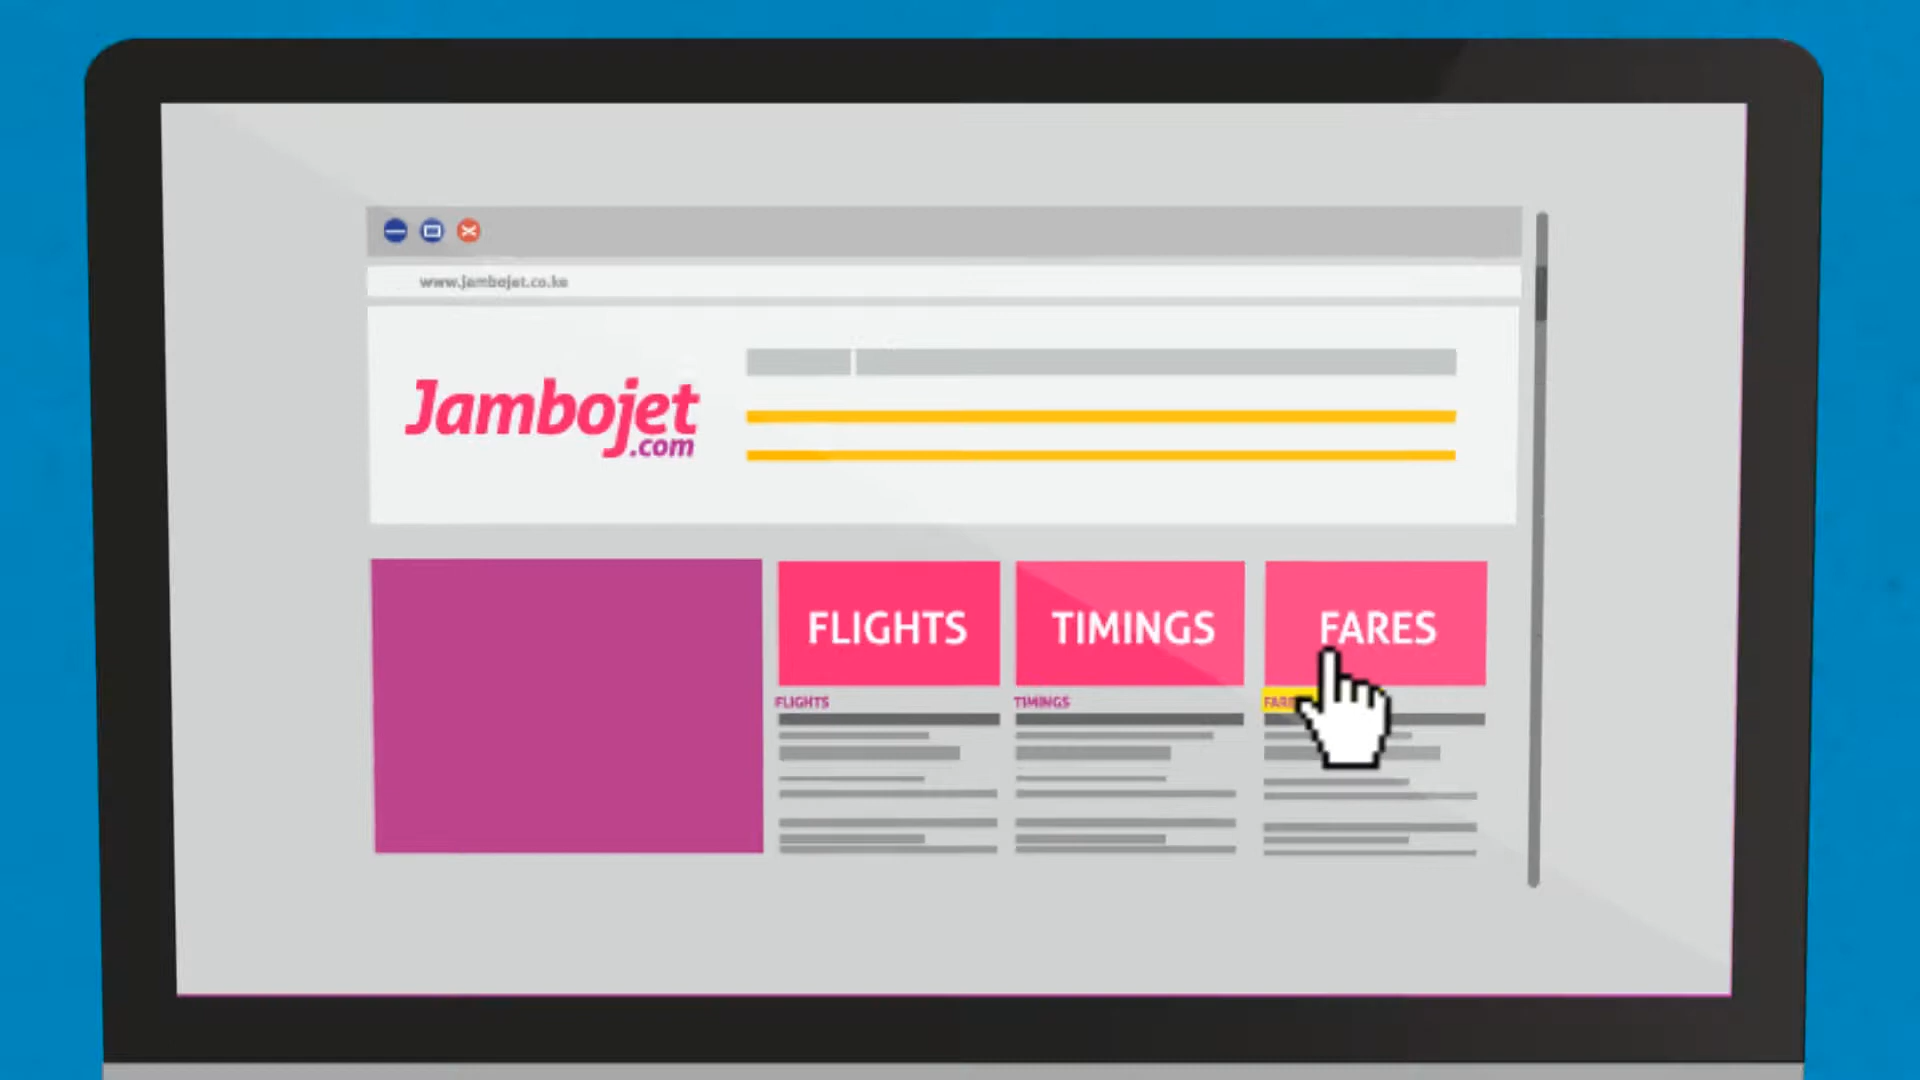 www.jambojet.co.ke
Jambojet
.com
FLIGHTS
TIMINGS
FARES
FLIGHTS
TIMINGS